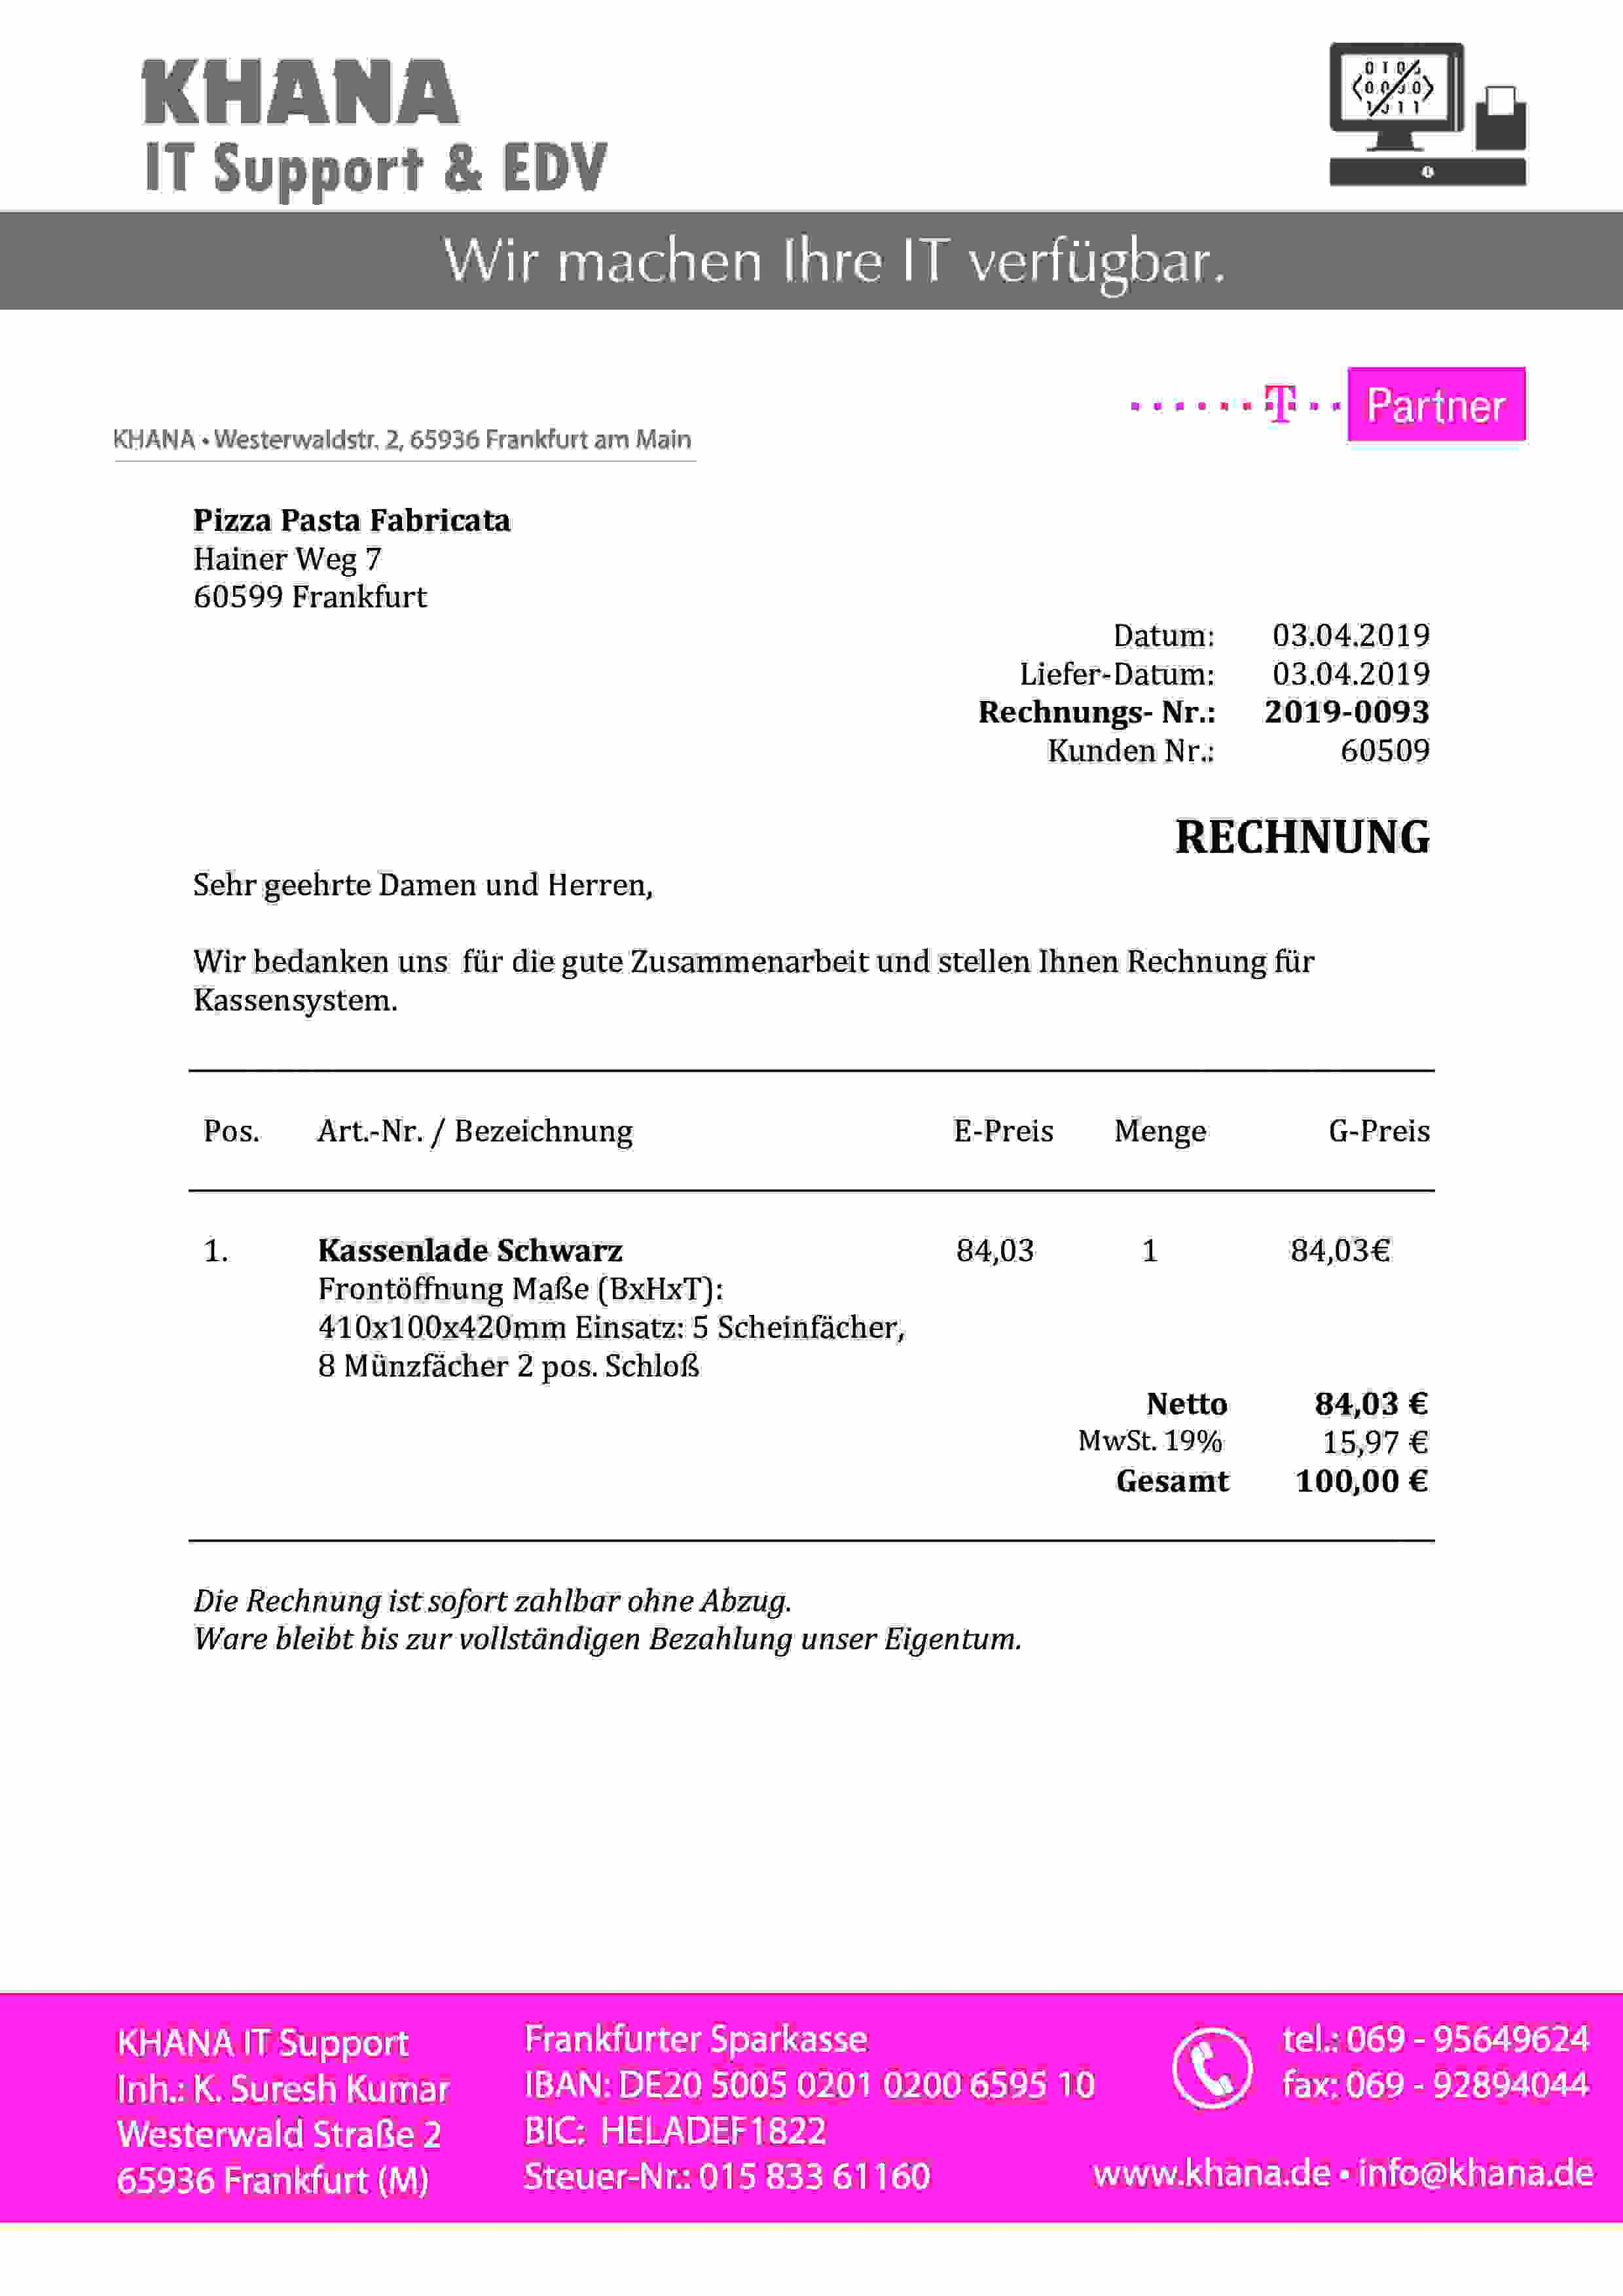 KHANA
IT Support & EDV
Wir machen Ihre IT verfügbar.
T Partner
KHANA • Westerwaldstr. 2, 65936 Frankfurt am Main
Pizza Pasta Fabricata
Hainer Weg 7
60599 Frankfurt
Datum: 03.04.2019
Liefer-Datum: 03.04.2019
Rechnungs- Nr.: 2019-0093
Kunden Nr.: 60509
RECHNUNG
Sehr geehrte Damen und Herren,
Wir bedanken uns für die gute Zusammenarbeit und stellen Ihnen Rechnung für
Kassensystem.
Pos. Art.-Nr. / Bezeichnung E-Preis Menge G-Preis
1. Kassenlade Schwarz 84,03 1 84,03€
Frontöffnung Maße (BxHxT):
410x100x420mm Einsatz: 5 Scheinfächer,
8 Münzfächer 2 pos. Schloß
Netto 84,03 €
MwSt. 19% 15,97 €
Gesamt 100,00 €
Die Rechnung ist sofort zahlbar ohne Abzug.
Ware bleibt bis zur vollständigen Bezahlung unser Eigentum.
KHANA IT Support
Inh.: K. Suresh Kumar
Westerwald Straße 2
65936 Frankfurt (M)
Frankfurter Sparkasse
IBAN: DE20 5005 0201 0200 6595 10
BIC: HELADEF1822
Steuer-Nr.: 015 833 61160
tel.: 069 - 95649624
fax: 069 - 92894044
www.khana.de • info@khana.de